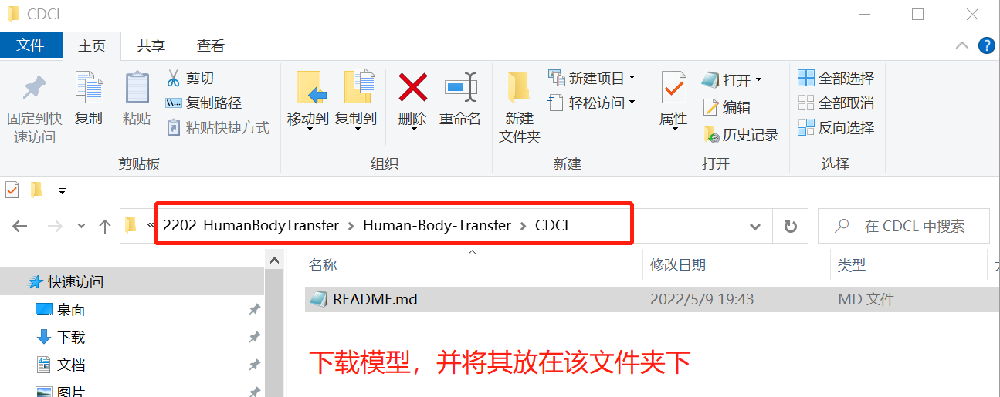 CDCL
文件 主页 共享 查看
固定到快速访问
复制
粘贴
剪切
复制路径
粘贴快捷方式
剪贴板
移动到 复制到
删除
重命名
组织
新建文件夹
新建项目
轻松访问
新建
属性
打开
编辑
历史记录
打开
全部选择
全部取消
反向选择
选择
« 2202_HumanBodyTransfer > Human-Body-Transfer > CDCL
在 CDCL 中搜索
名称 修改日期 类型
快速访问
桌面
下载
文档
图片
README.md 2022/5/9 19:43 MD 文件
下载模型，并将其放在该文件夹下